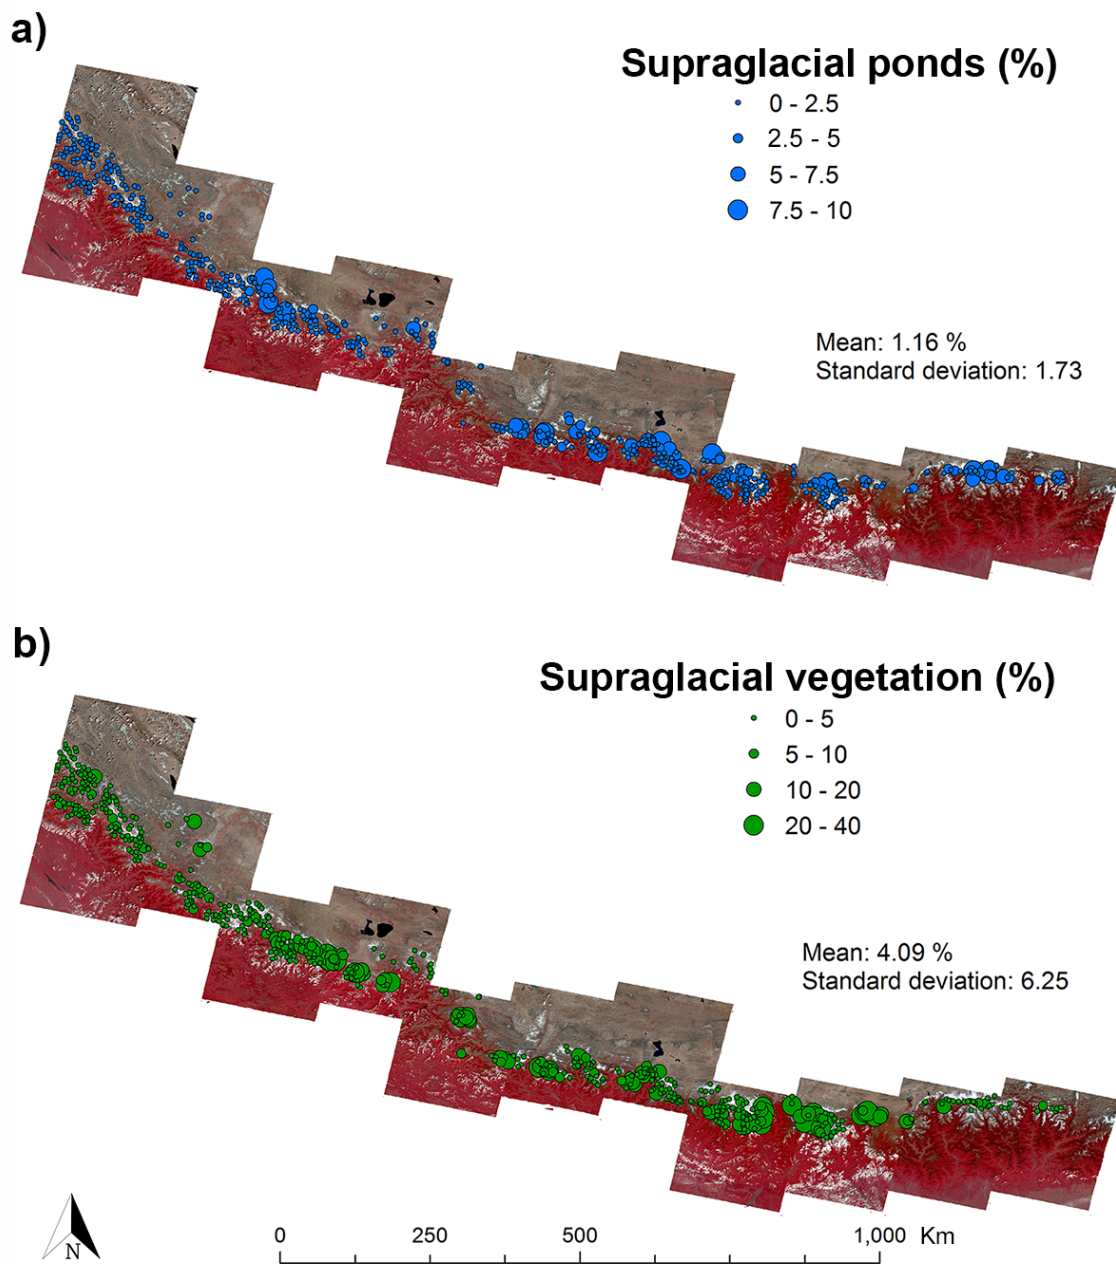 a)
Supraglacial ponds (%)
0 - 2.5
2.5 - 5
5 - 7.5
7.5 - 10
Mean: 1.16 %
Standard deviation: 1.73
b)
Supraglacial vegetation (%)
0 - 5
5 - 10
10 - 20
20 - 40
Mean: 4.09 %
Standard deviation: 6.25
N
0 250 500 1,000 Km